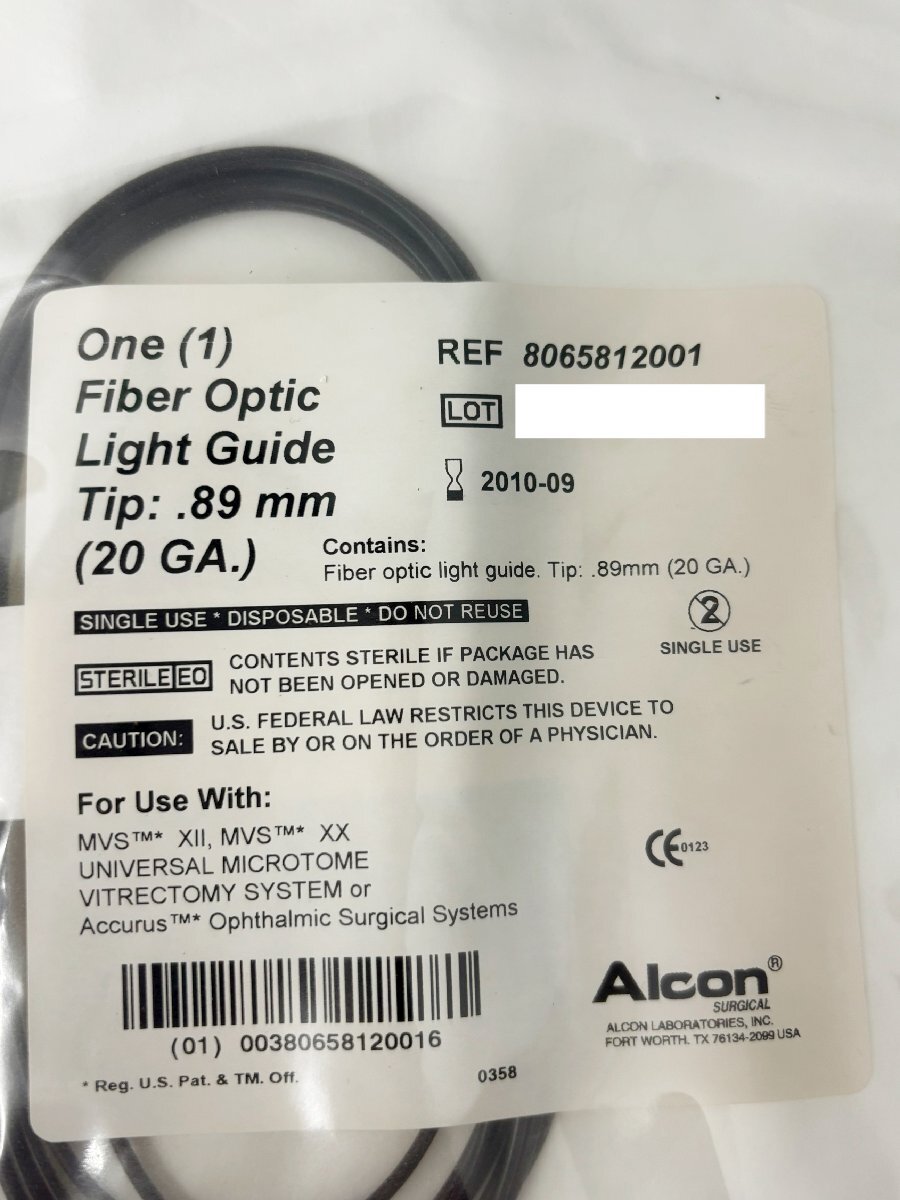 One (1)
Fiber Optic
Light Guide
Tip: .89 mm
(20 GA.)
REF 8065812001
LOT
2010-09
Contains:
Fiber optic light guide. Tip: .89mm (20 GA.)
SINGLE USE * DISPOSABLE * DO NOT REUSE
2
SINGLE USE
STERILE EO
CONTENTS STERILE IF PACKAGE HAS
NOT BEEN OPENED OR DAMAGED.
CAUTION:
U.S. FEDERAL LAW RESTRICTS THIS DEVICE TO
SALE BY OR ON THE ORDER OF A PHYSICIAN.
For Use With:
MVS™* XII, MVS™* XX
UNIVERSAL MICROTOME
VITRECTOMY SYSTEM or
Accurus™* Ophthalmic Surgical Systems
CE 0123
(01) 00380658120016
* Reg. U.S. Pat. & TM. Off.
0358
Alcon®
SURGICAL
ALCON LABORATORIES, INC.
FORT WORTH, TX 76134-2099 USA